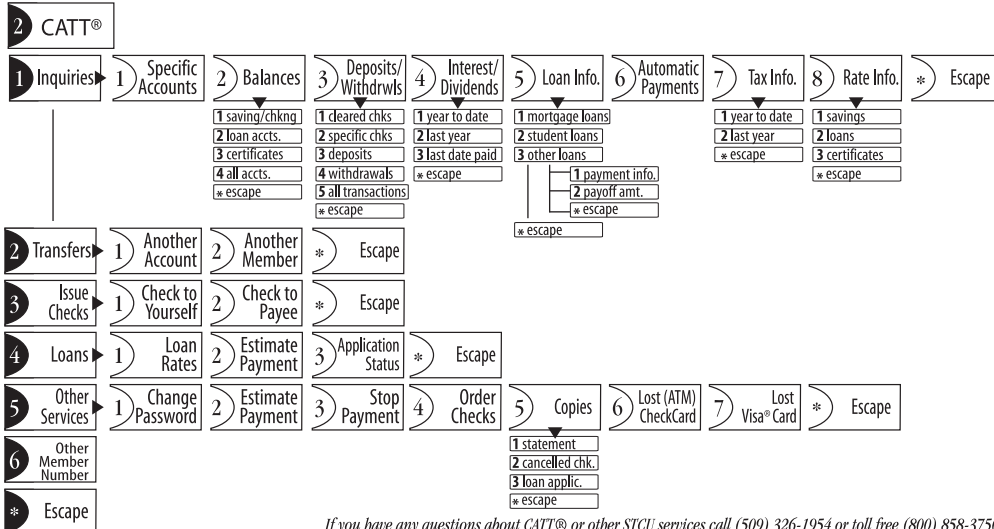 2 CATT®
1 Inquiries
1 Specific Accounts
2 Balances
1 saving/chkng
2 loan accts.
3 certificates
4 all accts.
* escape
3 Deposits/ Withdrwls
1 cleared chks
2 specific chks
3 deposits
4 withdrawals
5 all transactions
* escape
4 Interest/ Dividends
1 year to date
2 last year
3 last date paid
* escape
5 Loan Info.
1 mortgage loans
2 student loans
3 other loans
1 payment info.
2 payoff amt.
* escape
* escape
6 Automatic Payments
7 Tax Info.
1 year to date
2 last year
* escape
8 Rate Info.
1 savings
2 loans
3 certificates
* escape
* Escape
2 Transfers
1 Another Account
2 Another Member
* Escape
3 Issue Checks
1 Check to Yourself
2 Check to Payee
* Escape
4 Loans
1 Loan Rates
2 Estimate Payment
3 Application Status
* Escape
5 Other Services
1 Change Password
2 Estimate Payment
3 Stop Payment
4 Order Checks
5 Copies
1 statement
2 cancelled chk.
3 loan applic.
* escape
6 Lost (ATM) CheckCard
7 Lost Visa® Card
* Escape
6 Other Member Number
* Escape
If you have any questions about CATT® or other STCU services call (509) 326-1954 or toll free (800) 858-375